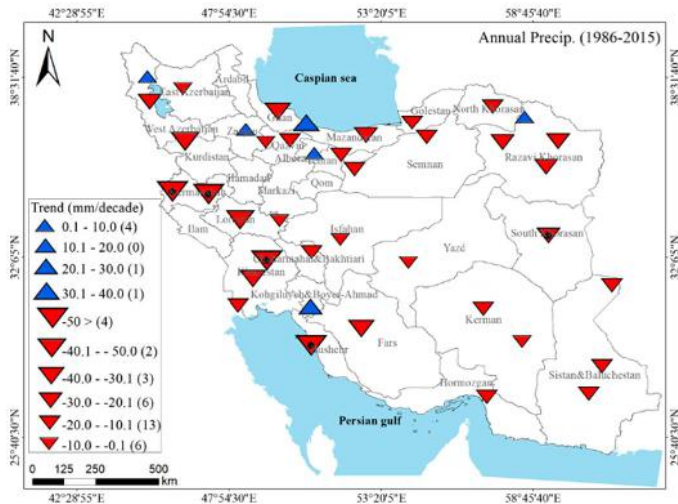 42°28'55"E 47°54'30"E 53°20'5"E 58°45'40"E
N
Annual Precip. (1986-2015)
38°31'40"N
38°31'40"N
Caspian sea
Ardabil
East Azerbaijan
North Khorasan
Golestan
Gilan
West Azerbaijan
Mazandaran
Qazvin
Razavi Khorasan
Kurdistan
Semnan
Hamadan
Qom
Markazi
Trend (mm/decade)
0.1 - 10.0 (4)
10.1 - 20.0 (0)
20.1 - 30.0 (1)
30.1 - 40.0 (1)
-50 > (4)
-40.1 - -50.0 (2)
-40.0 - -30.1 (3)
-30.0 - -20.1 (6)
-20.0 - -10.1 (13)
-10.0 - -0.1 (6)
Ilam
Isfahan
South Khorasan
Yazd
32°6'5"N
32°6'5"N
Kohgiluyeh&Boyer-Ahmad
Kerman
Fars
Bushehr
Sistan&Baluchestan
Hormozgan
Persian gulf
25°40'30"N
25°40'30"N
0 125 250 500
km
42°28'55"E 47°54'30"E 53°20'5"E 58°45'40"E